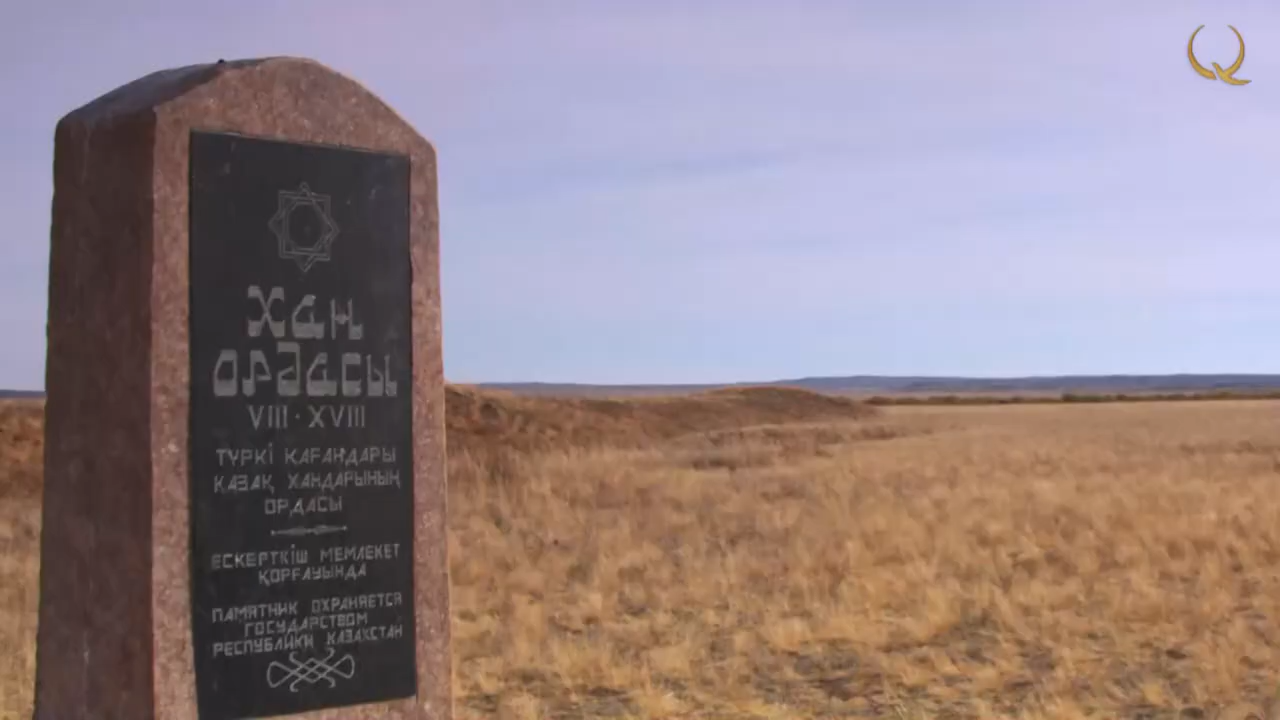 ХАН
ОРДАСЫ
VIII · XVIII
ТҮРКІ ҚАҒАНДАРЫ
ҚАЗАҚ ХАНДАРЫНЫҢ
ОРДАСЫ
ЕСКЕРТКІШ МЕМЛЕКЕТ
ҚОРҒАУЫНДА
ПАМЯТНИК ОХРАНЯЕТСЯ
ГОСУДАРСТВОМ
РЕСПУБЛИКИ КАЗАХСТАН